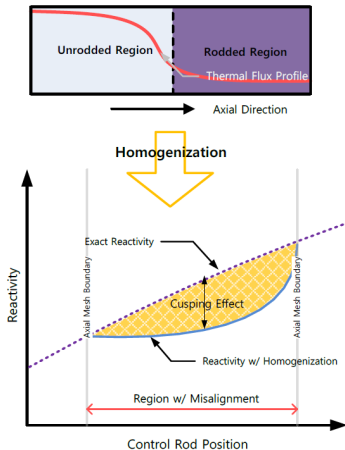 Unrodded Region
Rodded Region
Thermal Flux Profile
Axial Direction
Homogenization
Exact Reactivity
Axial Mesh Boundary
Axial Mesh Boundary
Cusping Effect
Reactivity w/ Homogenization
Region w/ Misalignment
Reactivity
Control Rod Position